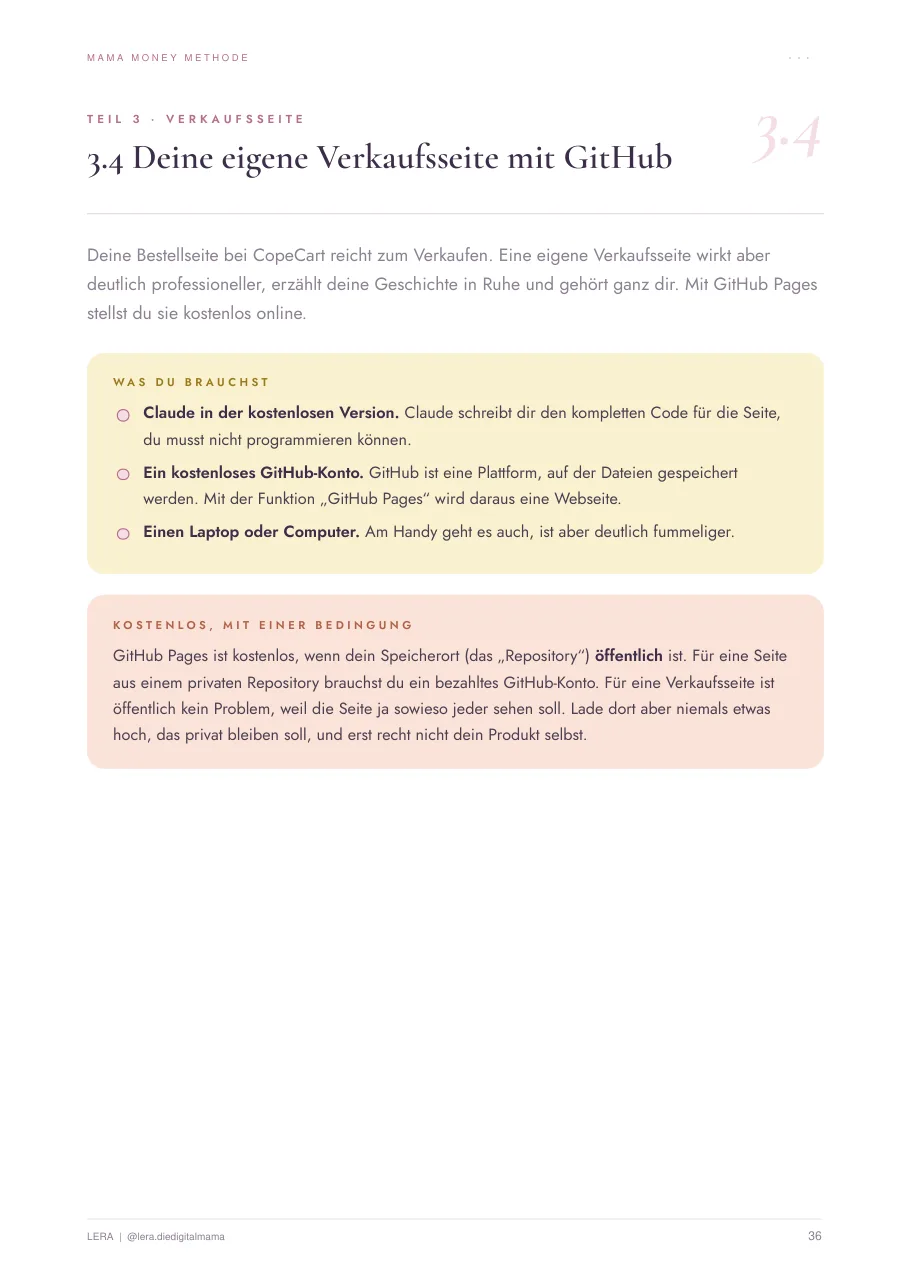 MAMA MONEY METHODE
· · ·
TEIL 3 · VERKAUFSSEITE
3.4
3.4 Deine eigene Verkaufsseite mit GitHub
Deine Bestellseite bei CopeCart reicht zum Verkaufen. Eine eigene Verkaufsseite wirkt aber
deutlich professioneller, erzählt deine Geschichte in Ruhe und gehört ganz dir. Mit GitHub Pages
stellst du sie kostenlos online.
WAS DU BRAUCHST
Claude in der kostenlosen Version. Claude schreibt dir den kompletten Code für die Seite,
du musst nicht programmieren können.
Ein kostenloses GitHub-Konto. GitHub ist eine Plattform, auf der Dateien gespeichert
werden. Mit der Funktion „GitHub Pages“ wird daraus eine Webseite.
Einen Laptop oder Computer. Am Handy geht es auch, ist aber deutlich fummeliger.
KOSTENLOS, MIT EINER BEDINGUNG
GitHub Pages ist kostenlos, wenn dein Speicherort (das „Repository“) öffentlich ist. Für eine Seite
aus einem privaten Repository brauchst du ein bezahltes GitHub-Konto. Für eine Verkaufsseite ist
öffentlich kein Problem, weil die Seite ja sowieso jeder sehen soll. Lade dort aber niemals etwas
hoch, das privat bleiben soll, und erst recht nicht dein Produkt selbst.
LERA | @lera.diedigitalmama
36